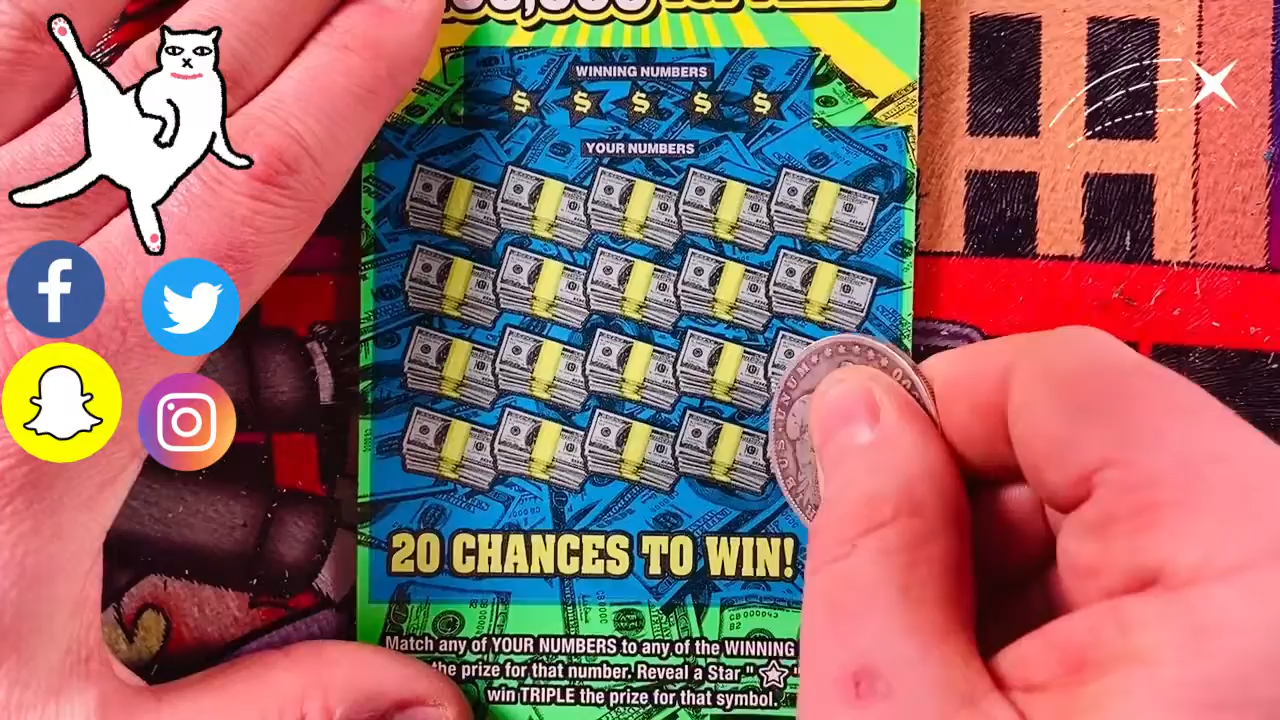 WINNING NUMBERS
$ $ $ $ $
YOUR NUMBERS
20 CHANCES TO WIN!
Match any of YOUR NUMBERS to any of the WINNING
the prize for that number. Reveal a Star "
win TRIPLE the prize for that symbol.